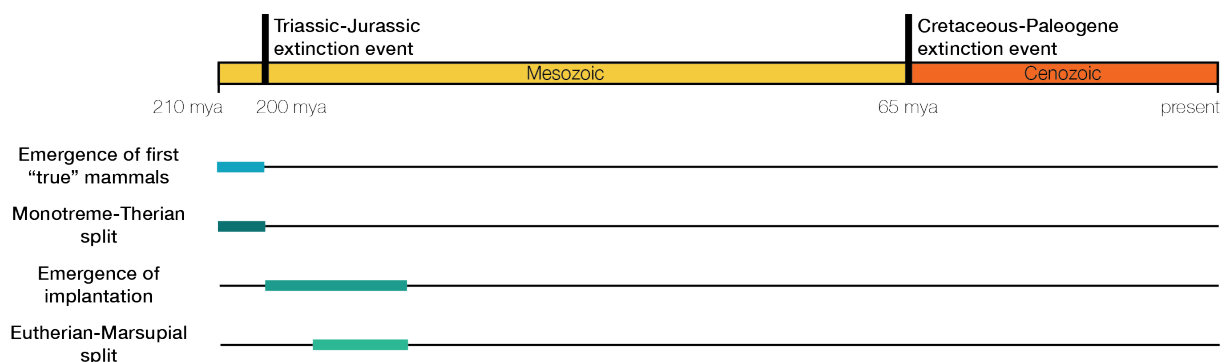 Triassic-Jurassic
extinction event
Cretaceous-Paleogene
extinction event
Mesozoic
Cenozoic
210 mya
200 mya
65 mya
present
Emergence of first
“true” mammals
Monotreme-Therian
split
Emergence of
implantation
Eutherian-Marsupial
split